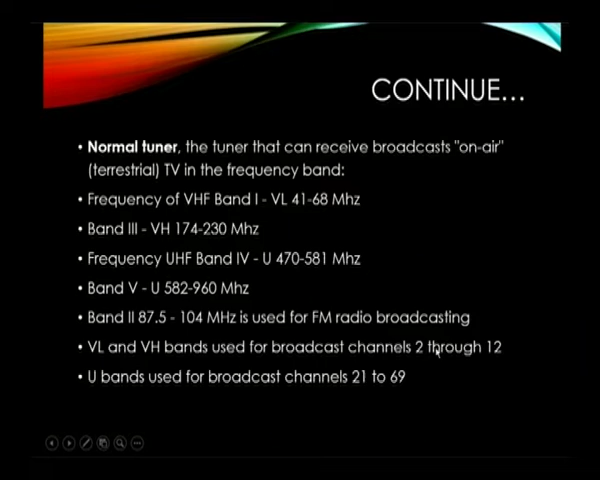 CONTINUE...
• Normal tuner, the tuner that can receive broadcasts "on-air"
(terrestrial) TV in the frequency band:
• Frequency of VHF Band I - VL 41-68 Mhz
• Band III - VH 174-230 Mhz
• Frequency UHF Band IV - U 470-581 Mhz
• Band V - U 582-960 Mhz
• Band II 87.5 - 104 MHz is used for FM radio broadcasting
• VL and VH bands used for broadcast channels 2 through 12
• U bands used for broadcast channels 21 to 69